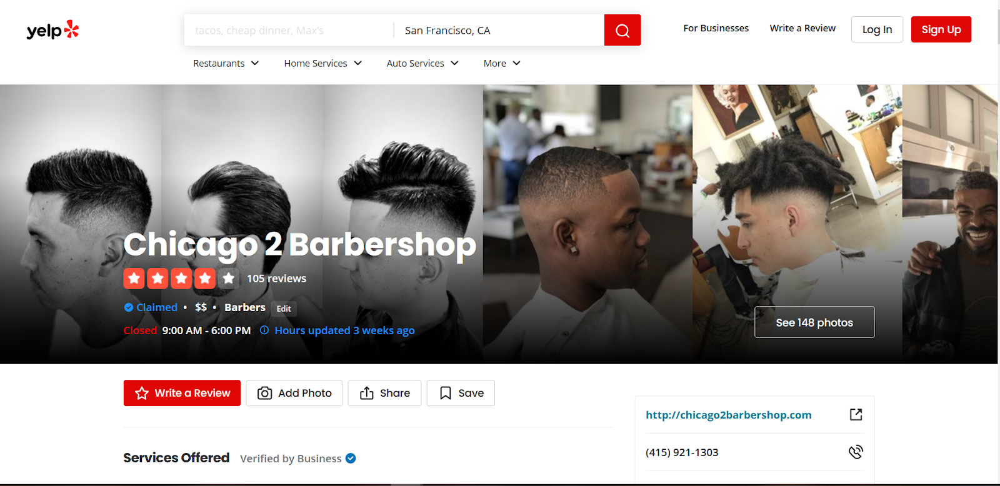 yelp
tacos, cheap dinner, Max's
San Francisco, CA
For Businesses
Write a Review
Log In
Sign Up
Restaurants
Home Services
Auto Services
More
Chicago 2 Barbershop
105 reviews
Claimed • $$ • Barbers Edit
Closed 9:00 AM - 6:00 PM Hours updated 3 weeks ago
See 148 photos
Write a Review
Add Photo
Share
Save
http://chicago2barbershop.com
(415) 921-1303
Services Offered Verified by Business